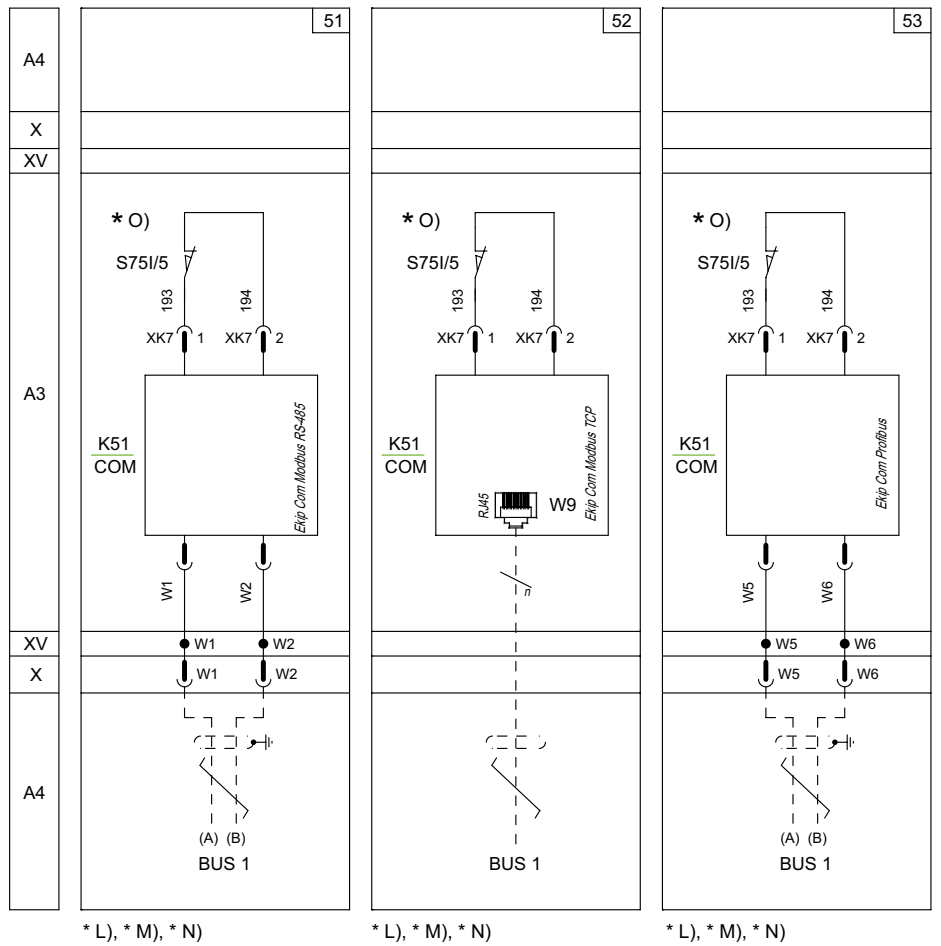 51
52
53
A4
X
XV
* O)
* O)
* O)
S75I/5
S75I/5
S75I/5
193
194
193
194
193
194
XK7 1 XK7 2
XK7 1 XK7 2
XK7 1 XK7 2
A3
K51
COM
Ekip Com Modbus RS-485
K51
COM
RJ45
W9
Ekip Com Modbus TCP
K51
COM
Ekip Com Profibus
W1
W2
n
W5
W6
XV
W1
W2
W5
W6
X
W1
W2
W5
W6
A4
(A) (B)
(A) (B)
BUS 1
BUS 1
BUS 1
* L), * M), * N)
* L), * M), * N)
* L), * M), * N)